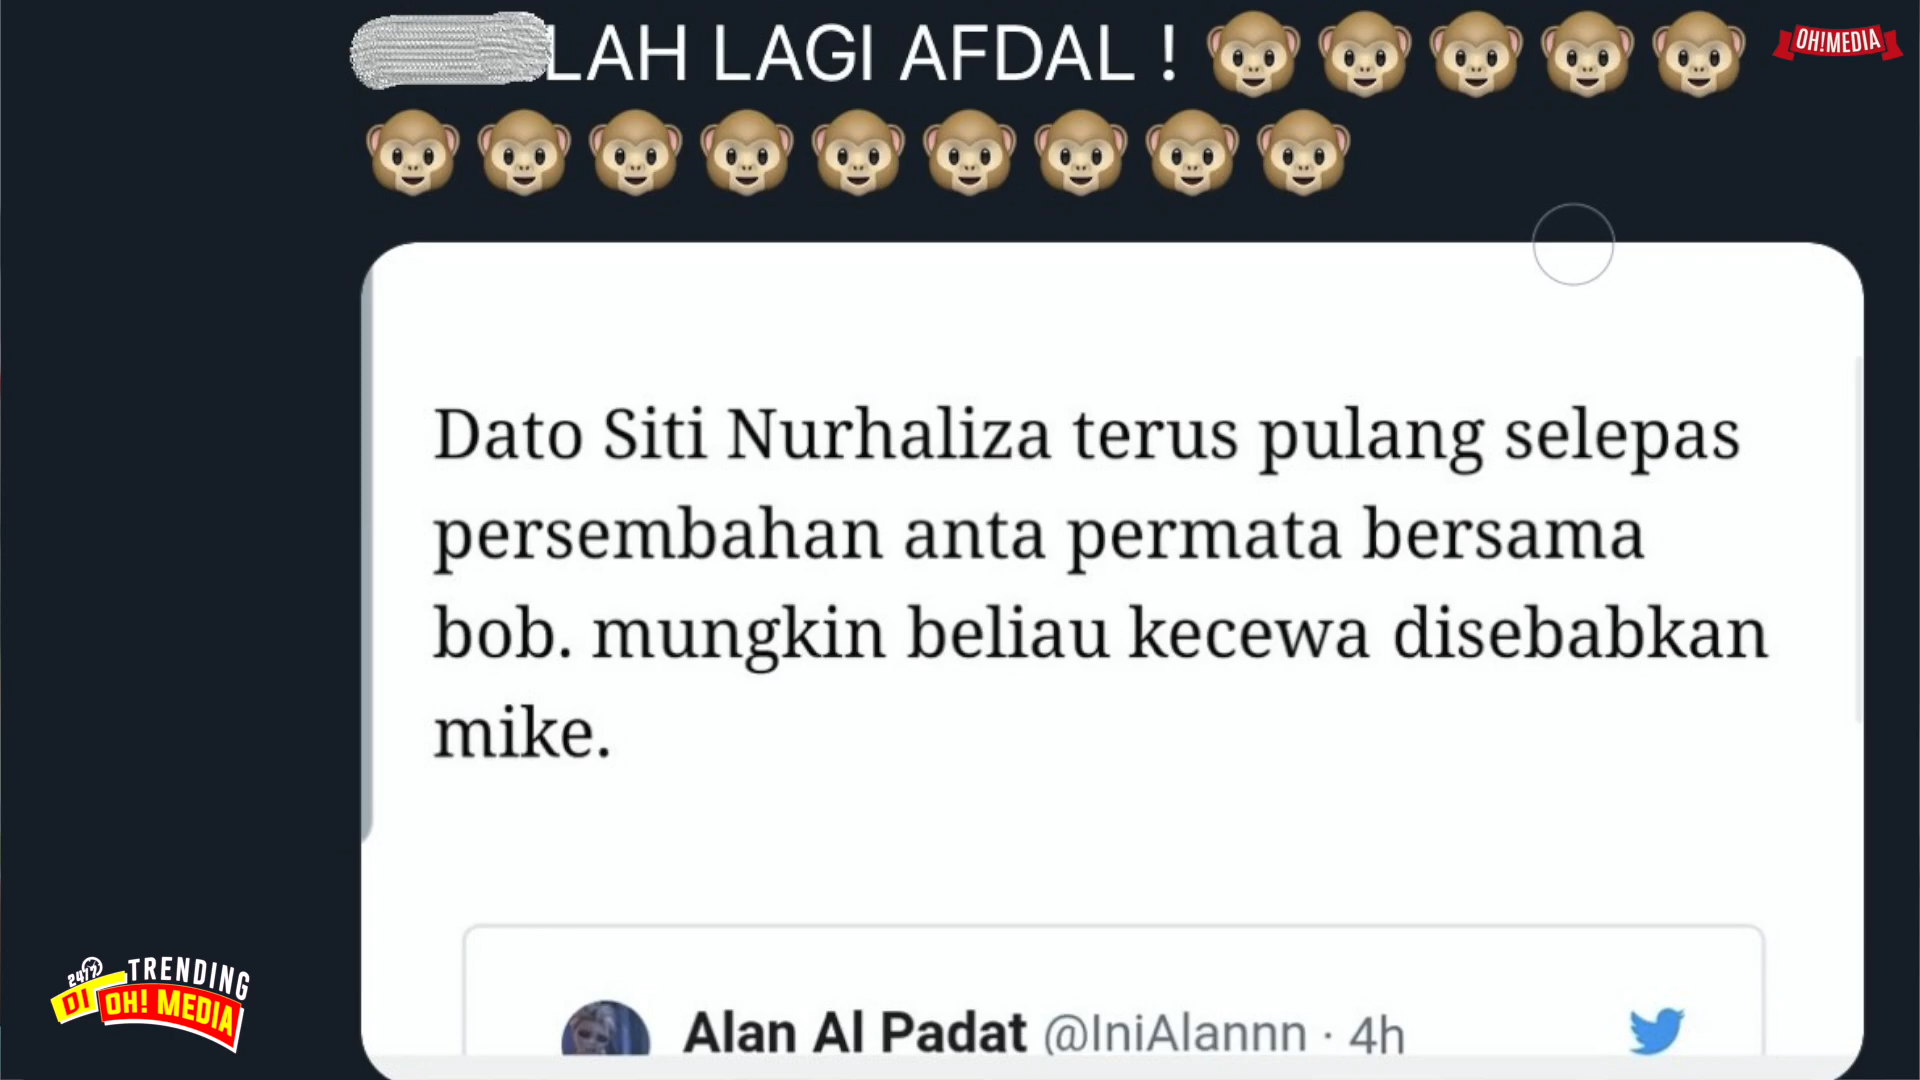 LAH LAGI AFDAL ! 🐵🐵🐵🐵🐵
OH!MEDIA
🐵🐵🐵🐵🐵🐵🐵🐵🐵
Dato Siti Nurhaliza terus pulang selepas
persembahan anta permata bersama
bob. mungkin beliau kecewa disebabkan
mike.
24/7 TRENDING
DI OH! MEDIA
Alan Al Padat @IniAlannn · 4h